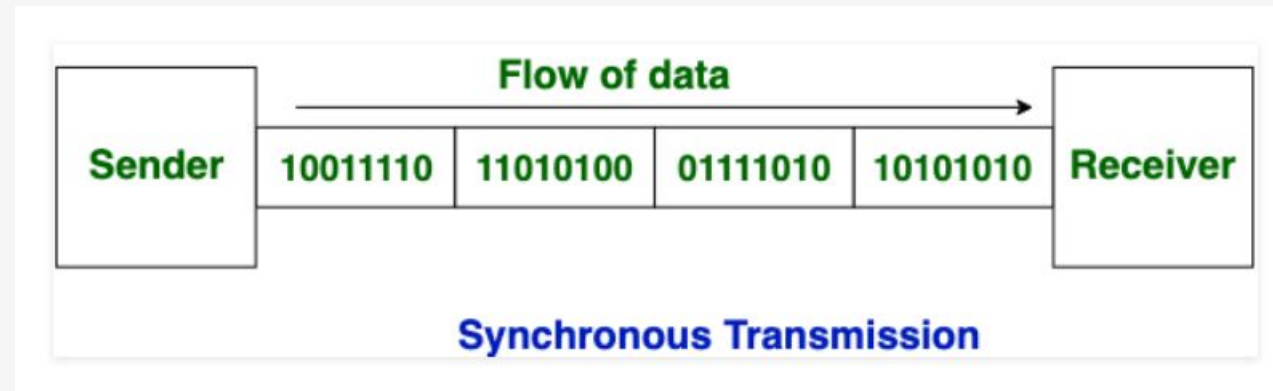 Flow of data
Sender 10011110 11010100 01111010 10101010 Receiver
Synchronous Transmission